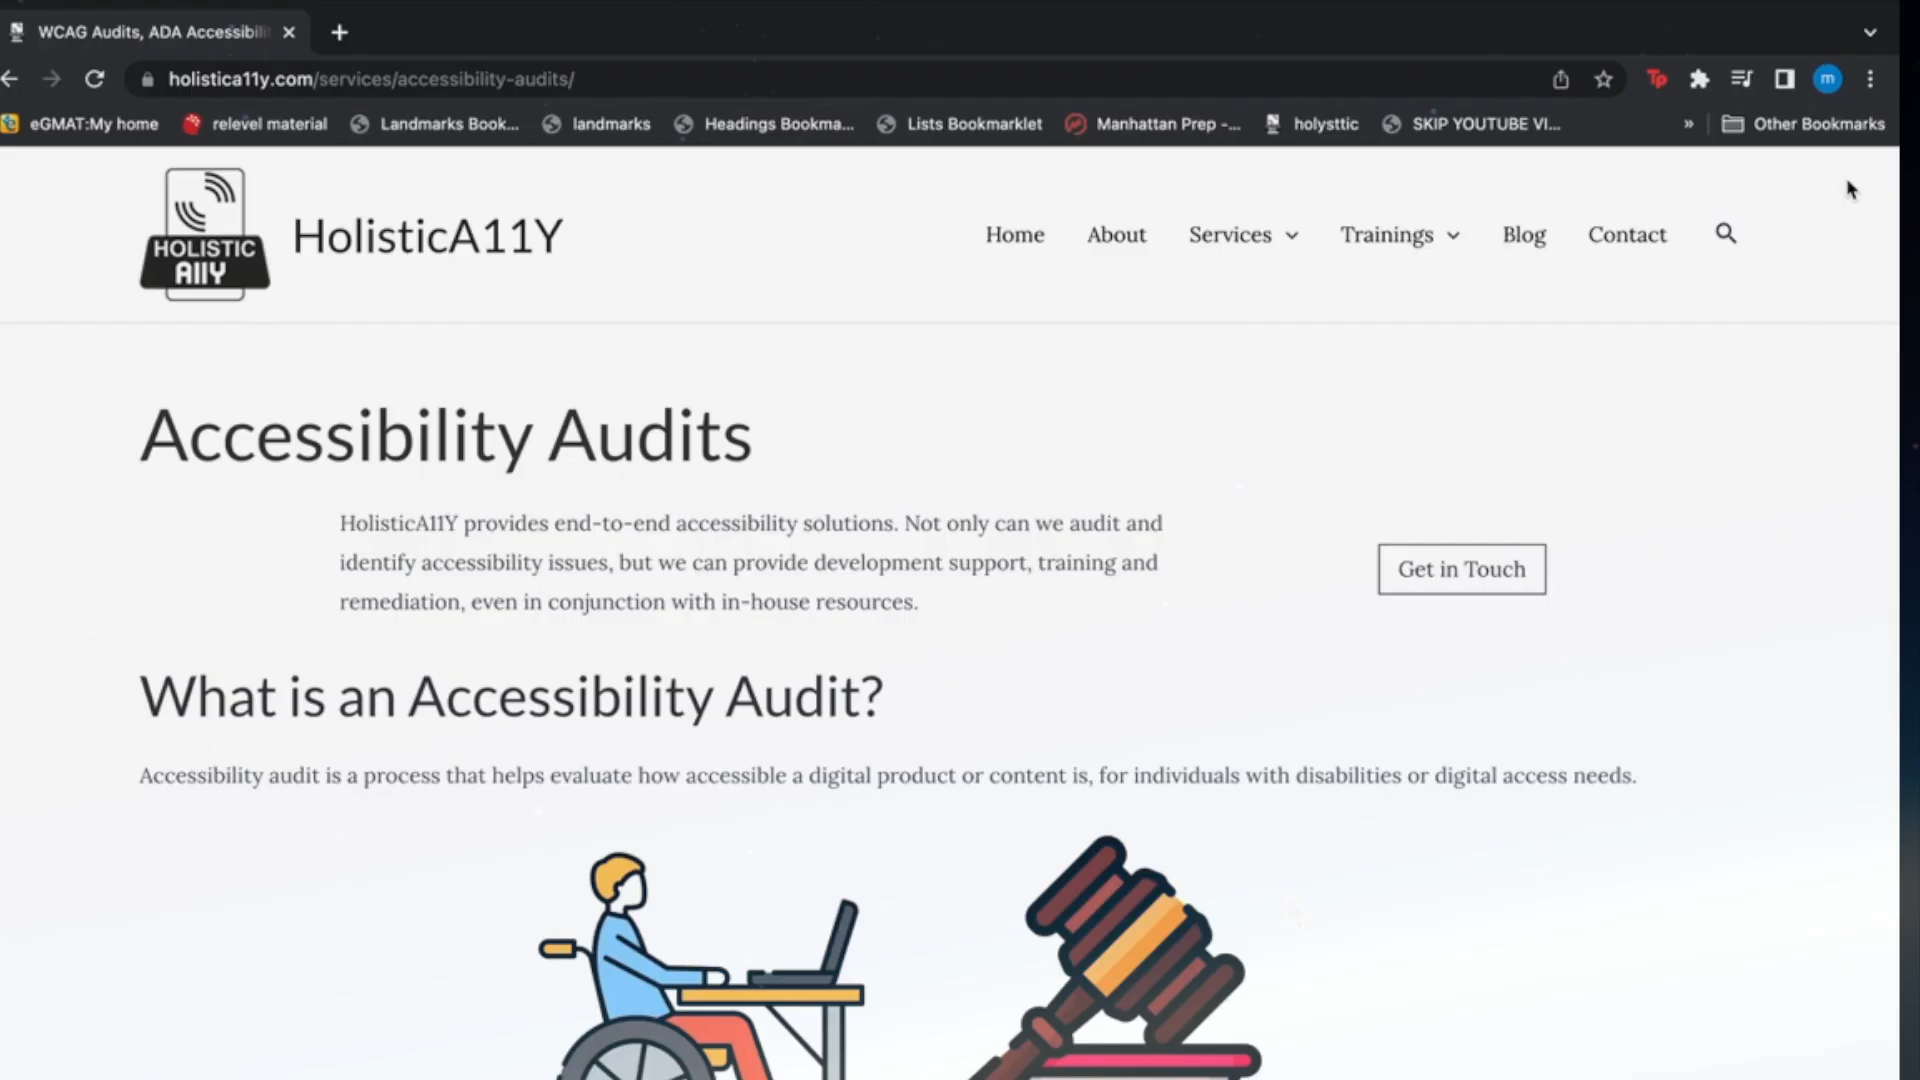 WCAG Audits, ADA Accessibili
holistica11y.com/services/accessibility-audits/
Tp
m
eGMAT:My home
relevel material
Landmarks Book...
landmarks
Headings Bookma...
Lists Bookmarklet
Manhattan Prep -...
holysttic
SKIP YOUTUBE VI...
»
Other Bookmarks
HOLISTIC
A11Y
HolisticA11Y
Home
About
Services
Trainings
Blog
Contact
Accessibility Audits
HolisticA11Y provides end-to-end accessibility solutions. Not only can we audit and
identify accessibility issues, but we can provide development support, training and
remediation, even in conjunction with in-house resources.
Get in Touch
What is an Accessibility Audit?
Accessibility audit is a process that helps evaluate how accessible a digital product or content is, for individuals with disabilities or digital access needs.